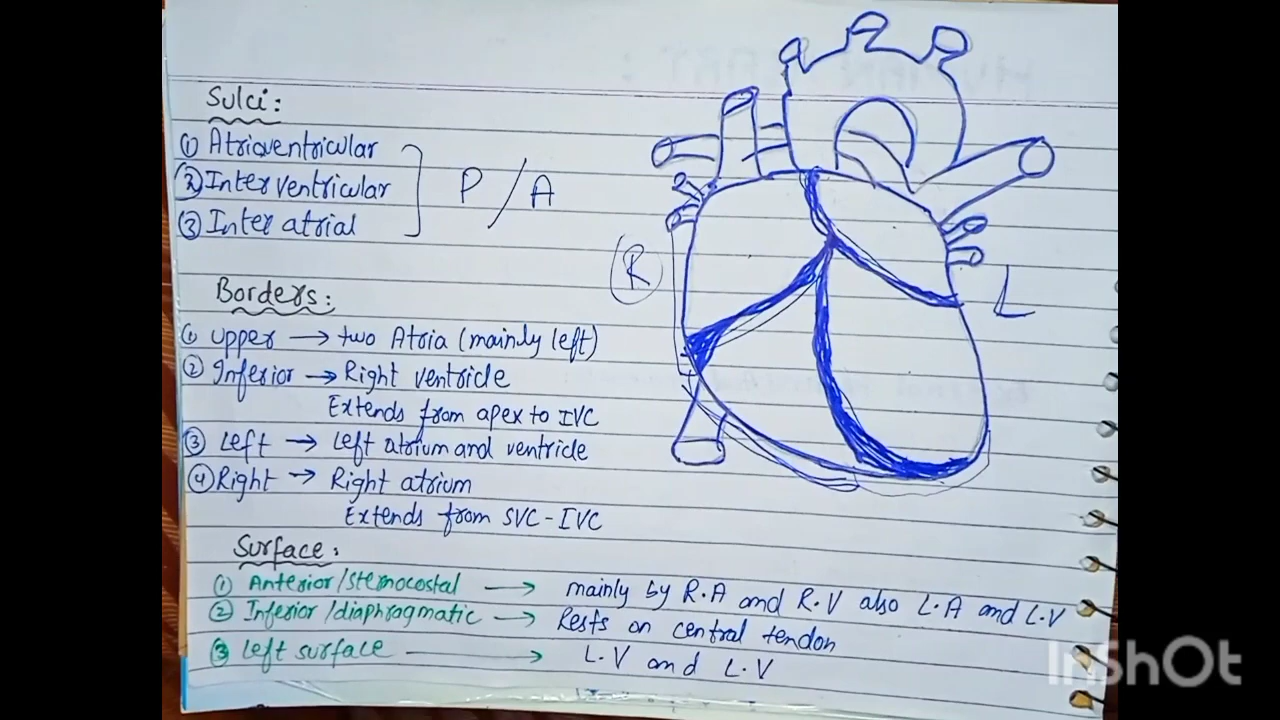 Sulci:
① Atrioventricular
② Inter ventricular
③ Inter atrial
P / A
Borders:
① upper → two Atria (mainly left)
② Inferior → Right ventricle
Extends from apex to IVC
③ Left → Left atrium and ventricle
④ Right → Right atrium
Extends from SVC - IVC
Surface:
① Anterior/sternocostal → mainly by R.A and R.V also L.A and L.V
② Inferior/diaphragmatic → Rests on central tendon
③ Left surface → L.V and L.V
R
L
InShOt